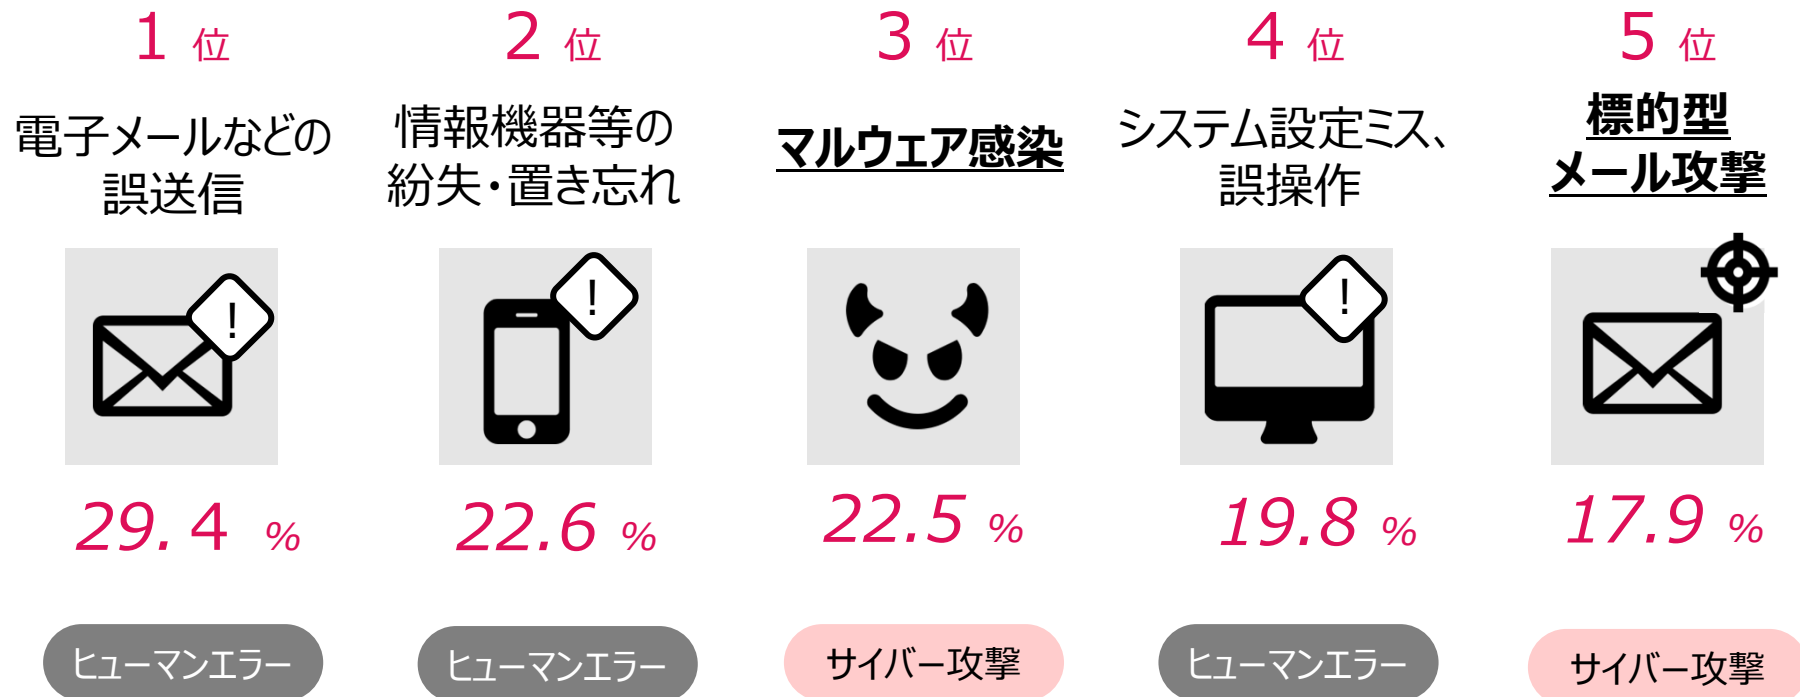 1 位
電子メールなどの
誤送信
!
29.４ %
ヒューマンエラー
2 位
情報機器等の
紛失・置き忘れ
!
22.6 %
ヒューマンエラー
3 位
マルウェア感染
22.5 %
サイバー攻撃
4 位
システム設定ミス、
誤操作
!
19.8 %
ヒューマンエラー
5 位
標的型
メール攻撃
17.9 %
サイバー攻撃